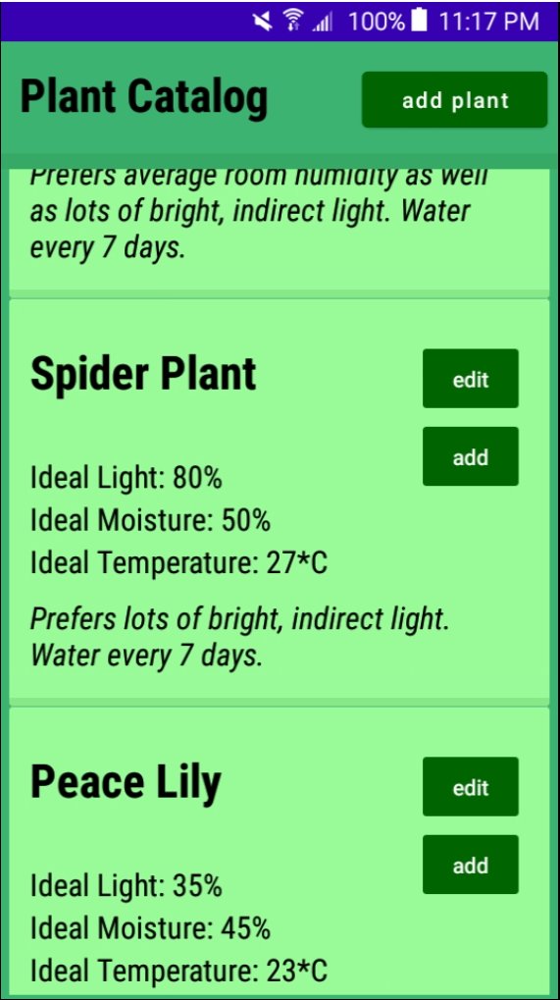 100% 11:17 PM
Plant Catalog
add plant
Prefers average room humidity as well
as lots of bright, indirect light. Water
every 7 days.
Spider Plant
edit
add
Ideal Light: 80%
Ideal Moisture: 50%
Ideal Temperature: 27*C
Prefers lots of bright, indirect light.
Water every 7 days.
Peace Lily
edit
add
Ideal Light: 35%
Ideal Moisture: 45%
Ideal Temperature: 23*C